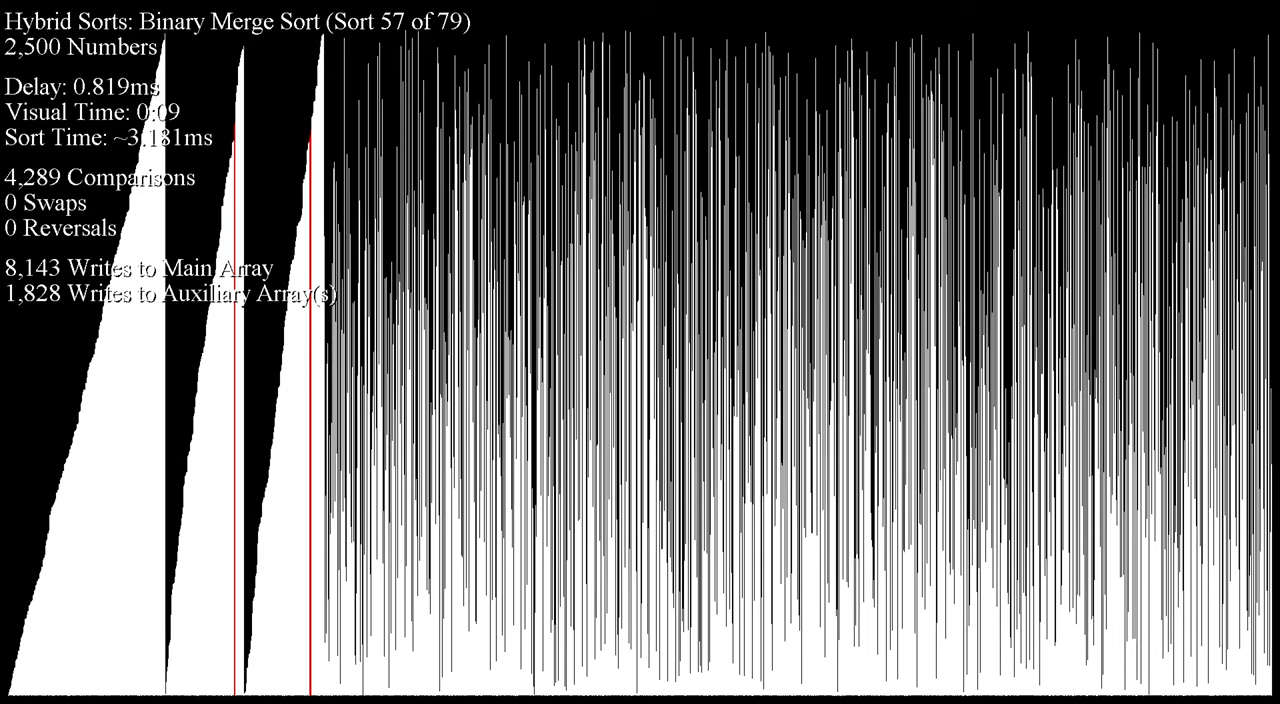 Hybrid Sorts: Binary Merge Sort (Sort 57 of 79)
2,500 Numbers
Delay: 0.819ms
Visual Time: 0:09
Sort Time: ~3.181ms
4,289 Comparisons
0 Swaps
0 Reversals
8,143 Writes to Main Array
1,828 Writes to Auxiliary Array(s)